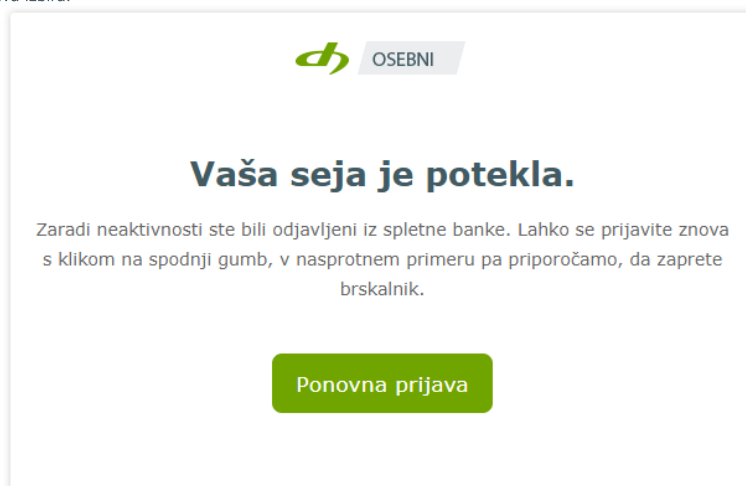 dh OSEBNI
Vaša seja je potekla.
Zaradi neaktivnosti ste bili odjavljeni iz spletne banke. Lahko se prijavite znova
s klikom na spodnji gumb, v nasprotnem primeru pa priporočamo, da zaprete
brskalnik.
Ponovna prijava